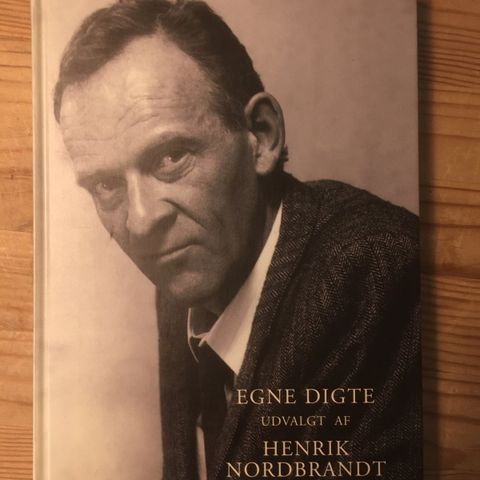 EGNE DIGTE
UDVALGT AF
HENRIK
NORDBRANDT